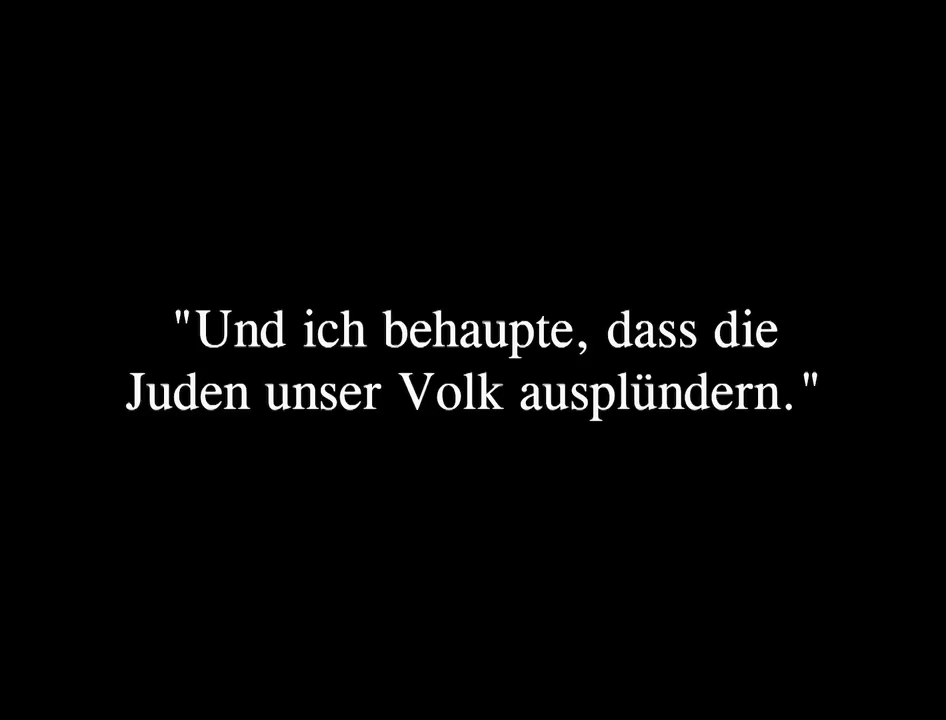 "Und ich behaupte, dass die
Juden unser Volk ausplündern."